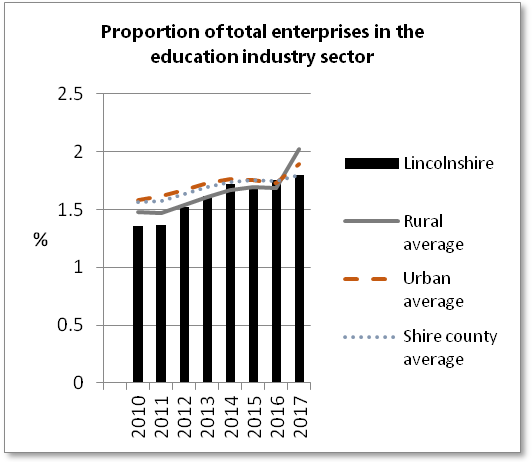 Proportion of total enterprises in the
education industry sector
2.5
2
1.5
1
0.5
0
%
2010
2011
2012
2013
2014
2015
2016
2017
Lincolnshire
Rural
average
Urban
average
Shire county
average